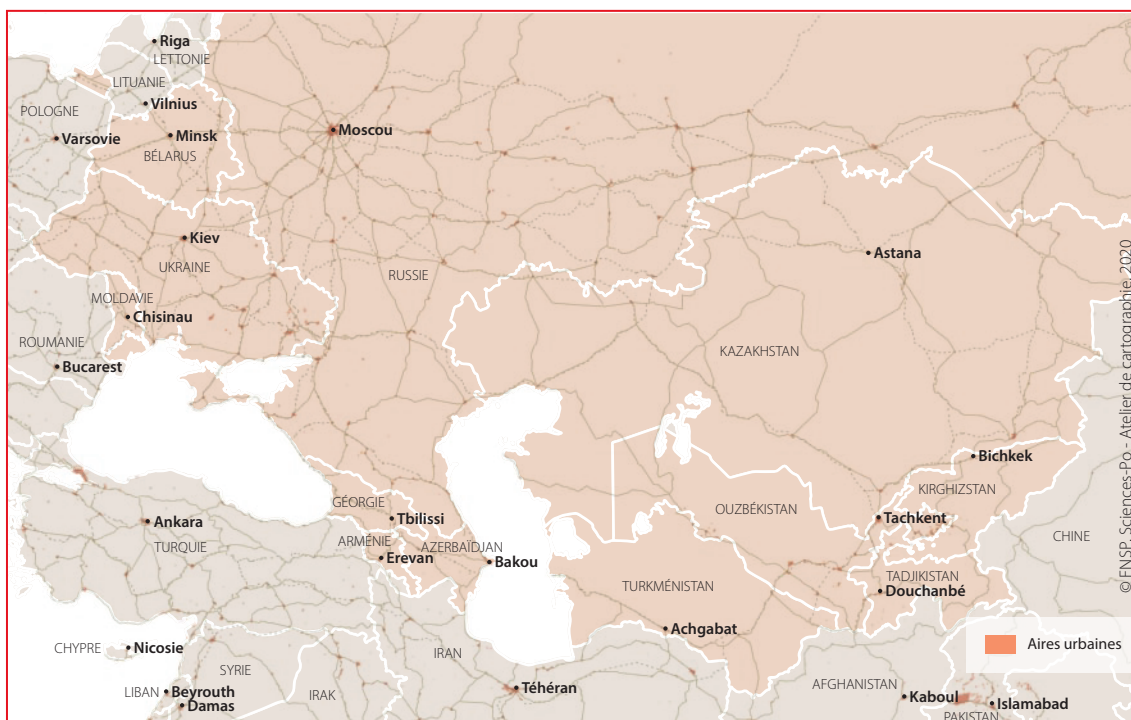 Riga
LETTONIE
LITUANIE
Vilnius
POLOGNE
Varsovie
Minsk
BÉLARUS
Moscou
Kiev
UKRAINE
RUSSIE
Astana
MOLDAVIE
Chisinau
ROUMANIE
Bucarest
KAZAKHSTAN
Bichkek
KIRGHIZSTAN
GÉORGIE
Tbilissi
OUZBÉKISTAN
Tachkent
Ankara
TURQUIE
ARMÉNIE
Erevan
AZERBAÏDJAN
Bakou
CHINE
TURKMÉNISTAN
TADJIKISTAN
Douchanbé
Achgabat
CHYPRE
Nicosie
IRAN
SYRIE
Aires urbaines
LIBAN
Beyrouth
Damas
IRAK
Téhéran
AFGHANISTAN
Kaboul
Islamabad
PAKISTAN
© FNSP. Sciences-Po - Atelier de cartographie, 2020